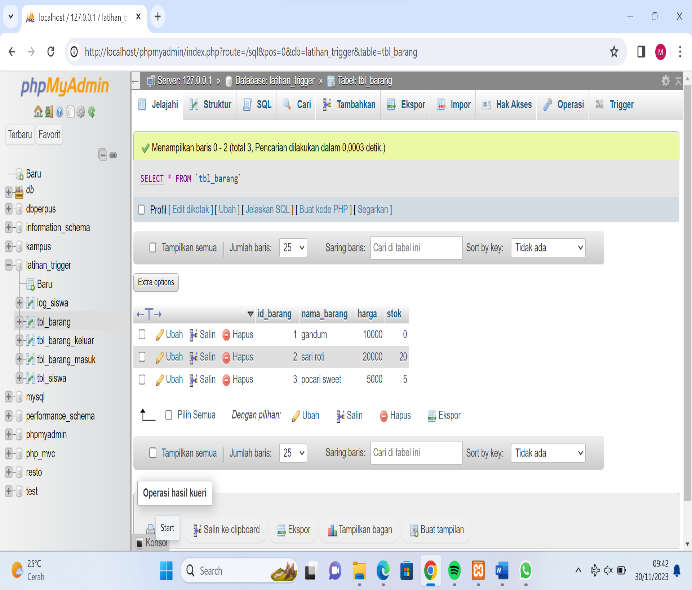 localhost / 127.0.0.1 / latihan_t
http://localhost/phpmyadmin/index.php?route=/sql&pos=0&db=latihan_trigger&table=tbl_barang
M
phpMyAdmin
Terbaru Favorit
Baru
db
dbperpus
information_schema
kampus
latihan_trigger
Baru
log_siswa
tbl_barang
tbl_barang_keluar
tbl_barang_masuk
tbl_siswa
mysql
performance_schema
phpmyadmin
php_mvc
resto
test
Server: 127.0.0.1 » Database: latihan_trigger » Tabel: tbl_barang
Jelajahi Struktur SQL Cari Tambahkan Ekspor Impor Hak Akses Operasi Trigger
Menampilkan baris 0 - 2 (total 3, Pencarian dilakukan dalam 0,0003 detik.)
SELECT * FROM `tbl_barang`
Profil [ Edit dikotak ] [ Ubah ] [ Jelaskan SQL ] [ Buat kode PHP ] [ Segarkan ]
Tampilkan semua Jumlah baris: 25 Saring baris: Cari di tabel ini Sort by key: Tidak ada
Extra options
id_barang nama_barang harga stok
Ubah Salin Hapus 1 gandum 10000 0
Ubah Salin Hapus 2 sari roti 20000 20
Ubah Salin Hapus 3 pocari sweet 5000 5
Pilih Semua Dengan pilihan: Ubah Salin Hapus Ekspor
Tampilkan semua Jumlah baris: 25 Saring baris: Cari di tabel ini Sort by key: Tidak ada
Operasi hasil kueri
Start Salin ke clipboard Ekspor Tampilkan bagan Buat tampilan
Konsol
25°C
Cerah
Search
09:42
30/11/2023